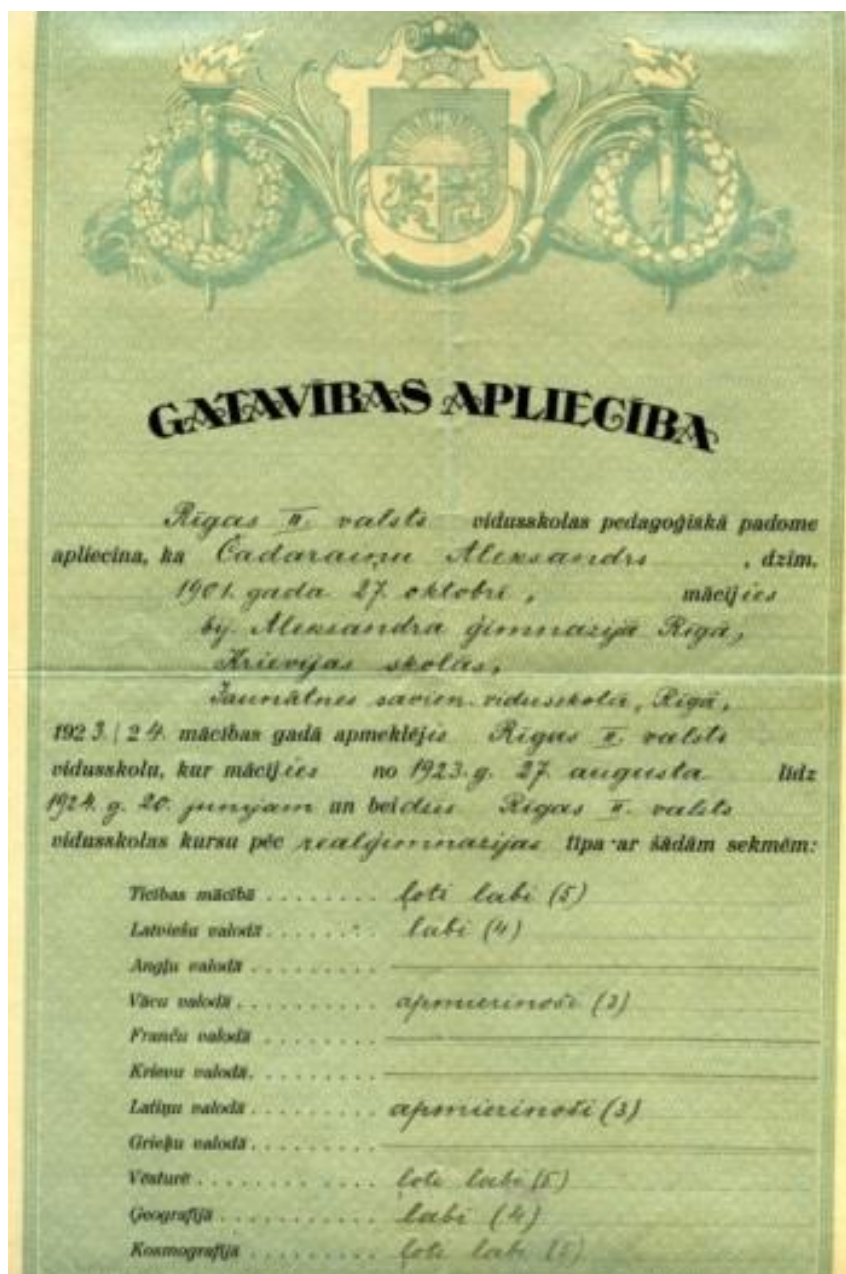 GATAVĪBAS APLIECĪBA
Rīgas II. valsts vidusskolas pedagoģiskā padome
apliecina, ka Čadaraiņu Aleksandrs , dzim.
1901. gada 27. oktobrī , mācījies
bij. Aleksandra ģimnazijā Rīgā,
Krievijas skolās,
Jaunātnes savien. vidusskolā, Rīgā,
1923./24. mācības gadā apmeklējis Rīgas II. valsts
vidusskolu, kur mācījies no 1923. g. 27. augusta līdz
1924. g. 20. junijam un beidzis Rīgas II. valsts
vidusskolas kursu pēc realģimnazijas tipa ar šādām sekmēm:
Ticības mācībā ......... ļoti labi (5)
Latviešu valodā ......... labi (4)
Angļu valodā .........
Vācu valodā ......... apmierinoši (3)
Franču valodā .........
Krievu valodā .........
Latiņu valodā ......... apmierinoši (3)
Grieķu valodā .........
Vēsturē ......... ļoti labi (5)
Ģeografijā ......... labi (4)
Kosmografijā ......... ļoti labi (5)